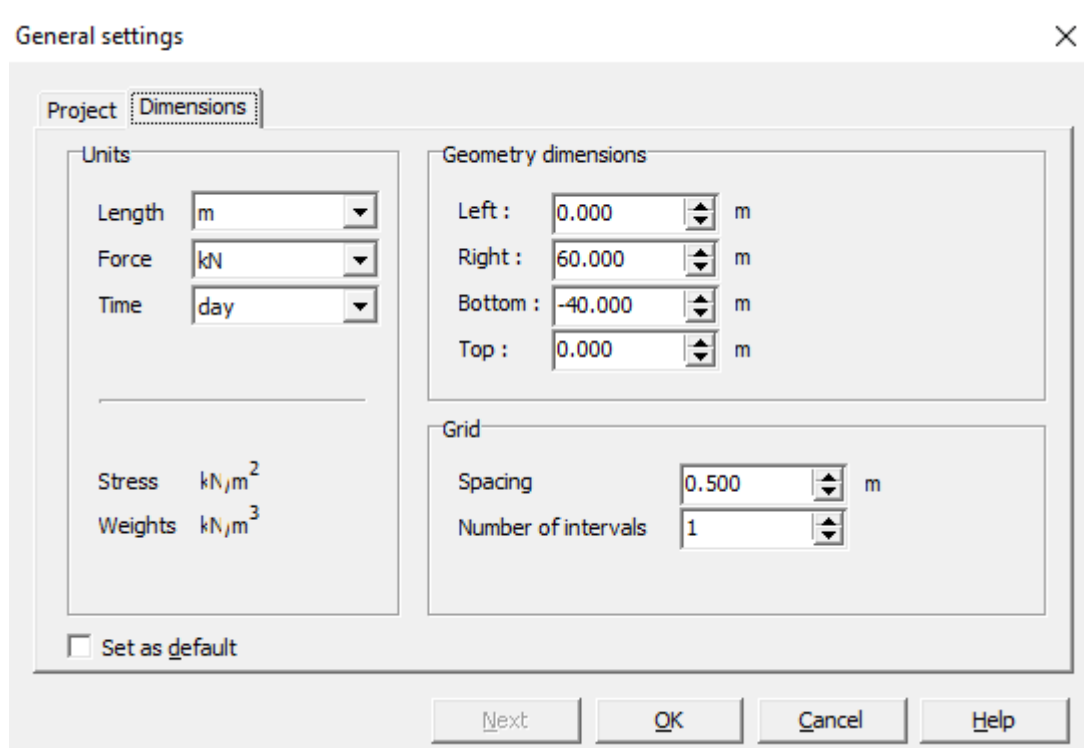 General settings
Project Dimensions
Units
Length m
Force kN
Time day
Stress kN/m²
Weights kN/m³
Geometry dimensions
Left : 0.000 m
Right : 60.000 m
Bottom : -40.000 m
Top : 0.000 m
Grid
Spacing 0.500 m
Number of intervals 1
Set as default
Next OK Cancel Help